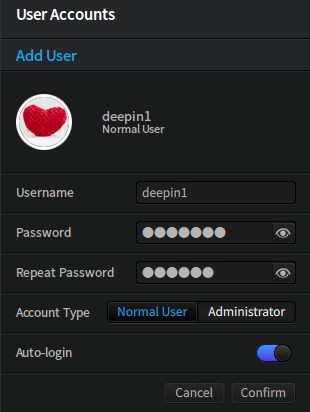 User Accounts
Add User
deepin1
Normal User
Username deepin1
Password ●●●●●●●
Repeat Password ●●●●●●
Account Type Normal User Administrator
Auto-login
Cancel Confirm